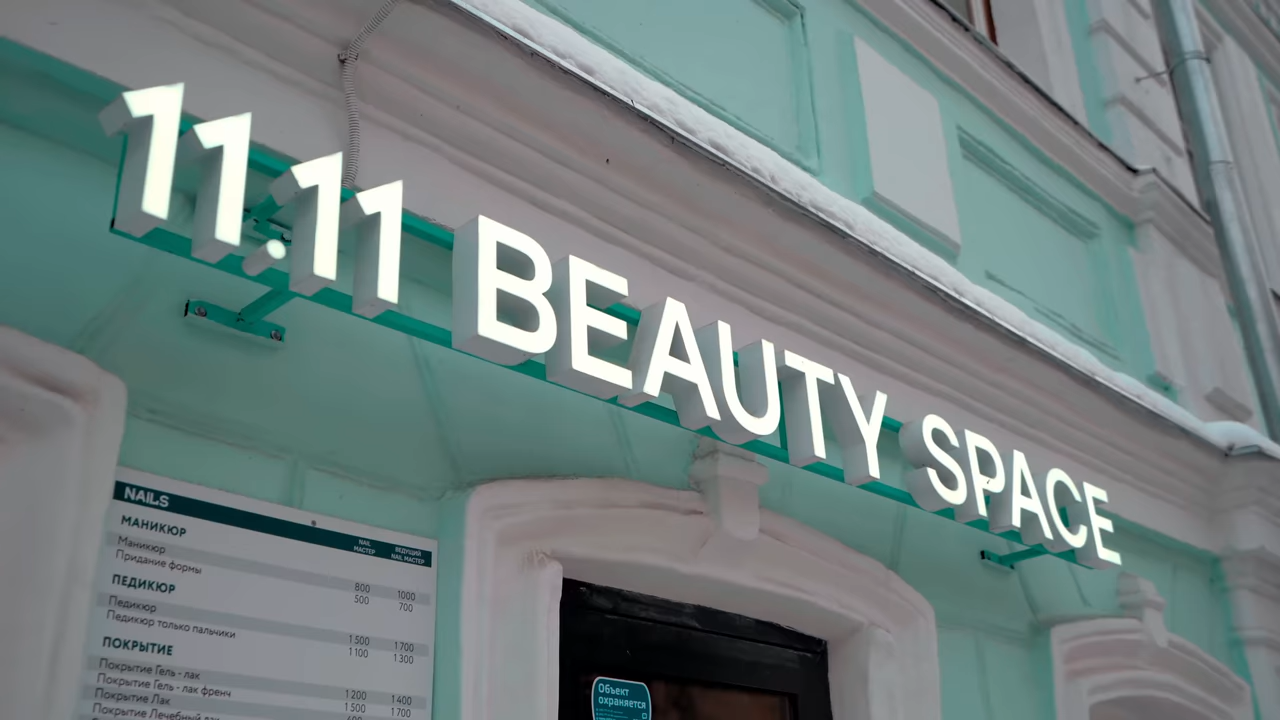 11.11 BEAUTY SPACE
NAILS
NAIL МАСТЕР
ВЕДУЩИЙ NAIL МАСТЕР
МАНИКЮР
Маникюр 800 1000
Придание формы 500 700
ПЕДИКЮР
Педикюр 1500 1700
Педикюр только пальчики 1100 1300
ПОКРЫТИЕ
Покрытие Гель - лак 1200 1400
Покрытие Гель - лак френч 1500 1700
Покрытие Лак
Покрытие Лечебный
Объект
охраняется